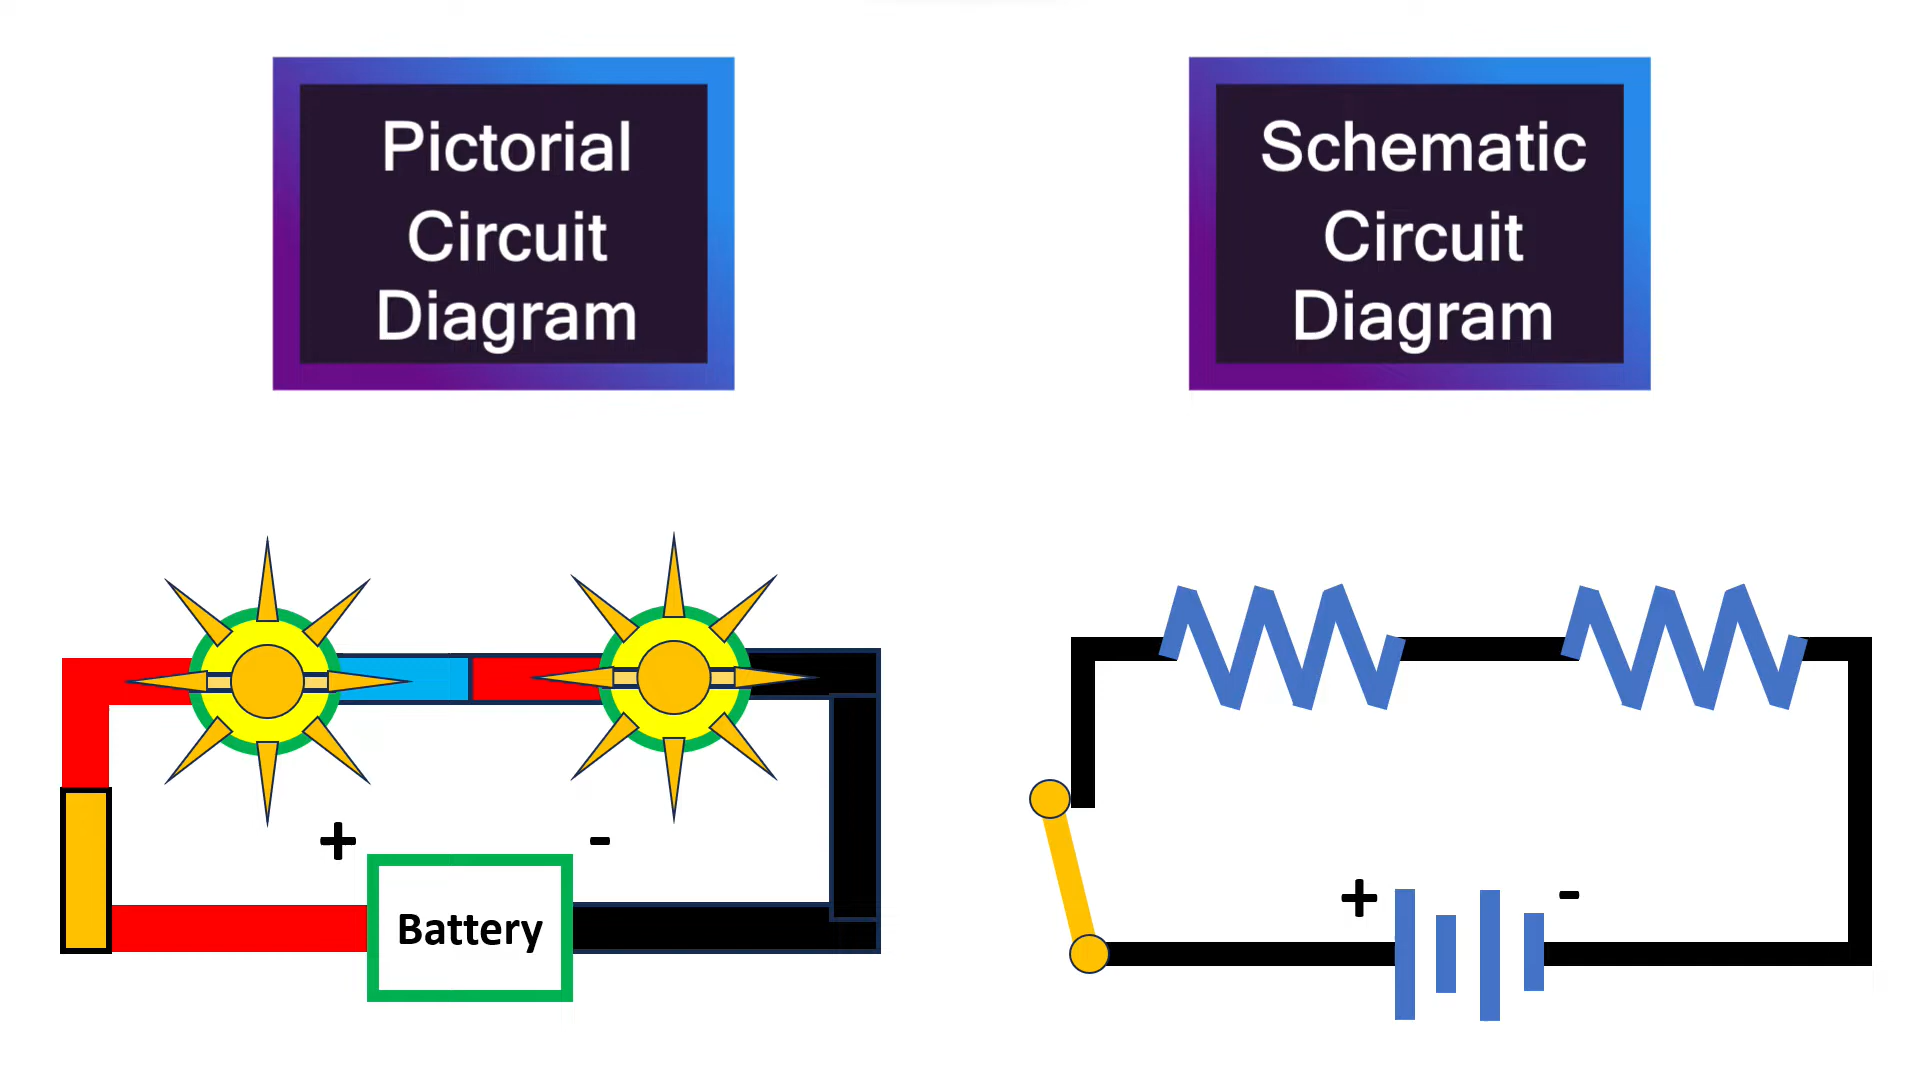 Pictorial
Circuit
Diagram
Schematic
Circuit
Diagram
+ -
Battery
+ -